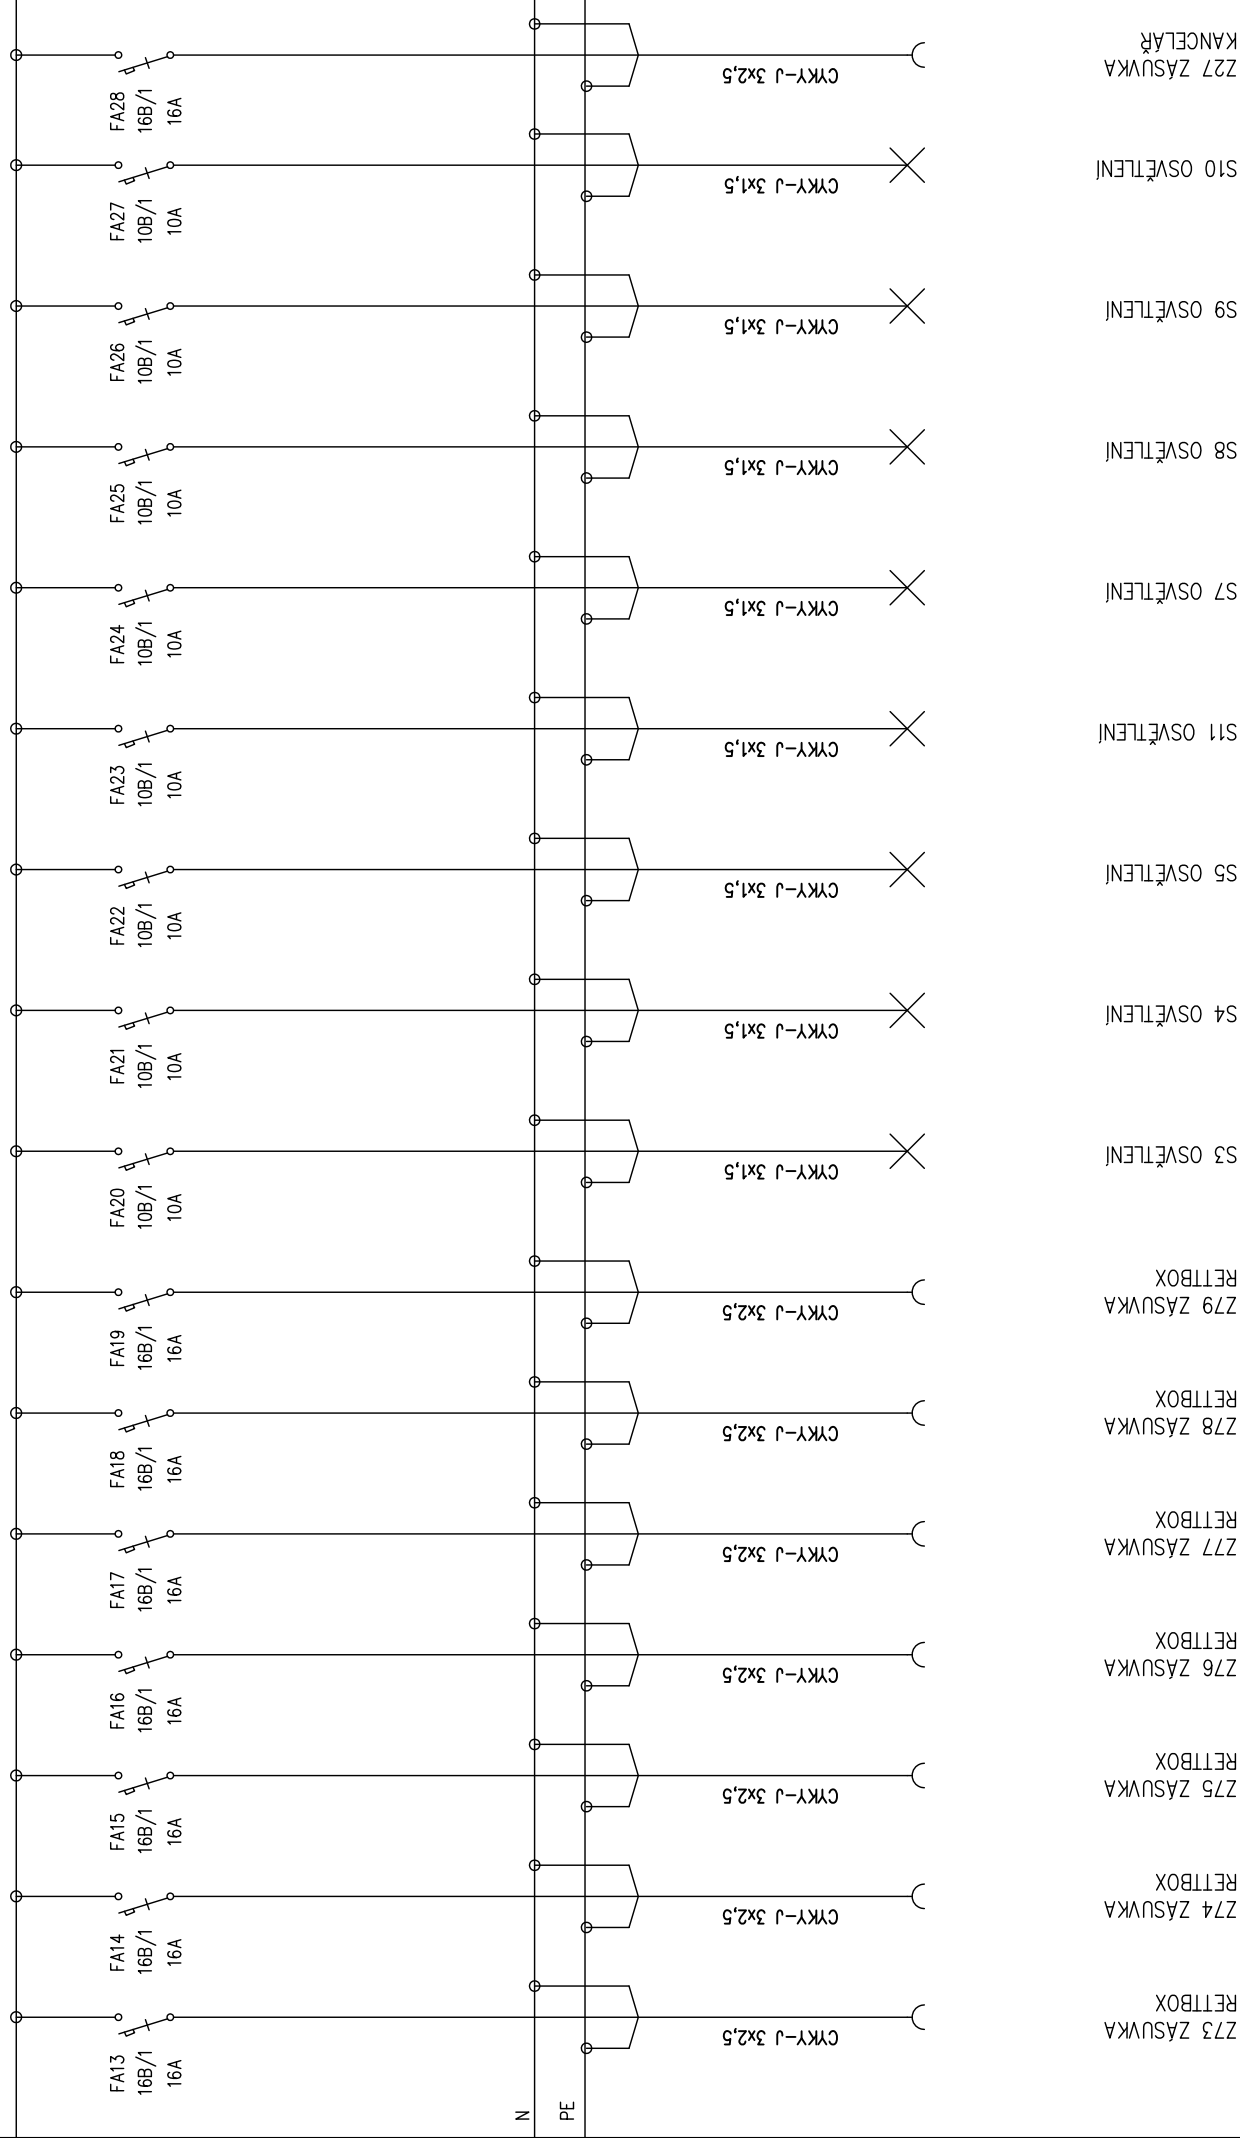 FA28
16B/1
16A
CYKY-J 3x2,5
Z27 ZÁSUVKA
KANCELÁŘ
FA27
10B/1
10A
CYKY-J 3x1,5
S10 OSVĚTLENÍ
FA26
10B/1
10A
CYKY-J 3x1,5
S9 OSVĚTLENÍ
FA25
10B/1
10A
CYKY-J 3x1,5
S8 OSVĚTLENÍ
FA24
10B/1
10A
CYKY-J 3x1,5
S7 OSVĚTLENÍ
FA23
10B/1
10A
CYKY-J 3x1,5
S11 OSVĚTLENÍ
FA22
10B/1
10A
CYKY-J 3x1,5
S5 OSVĚTLENÍ
FA21
10B/1
10A
CYKY-J 3x1,5
S4 OSVĚTLENÍ
FA20
10B/1
10A
CYKY-J 3x1,5
S3 OSVĚTLENÍ
FA19
16B/1
16A
CYKY-J 3x2,5
Z79 ZÁSUVKA
RETTBOX
FA18
16B/1
16A
CYKY-J 3x2,5
Z78 ZÁSUVKA
RETTBOX
FA17
16B/1
16A
CYKY-J 3x2,5
Z77 ZÁSUVKA
RETTBOX
FA16
16B/1
16A
CYKY-J 3x2,5
Z76 ZÁSUVKA
RETTBOX
FA15
16B/1
16A
CYKY-J 3x2,5
Z75 ZÁSUVKA
RETTBOX
FA14
16B/1
16A
CYKY-J 3x2,5
Z74 ZÁSUVKA
RETTBOX
FA13
16B/1
16A
CYKY-J 3x2,5
Z73 ZÁSUVKA
RETTBOX
N
PE